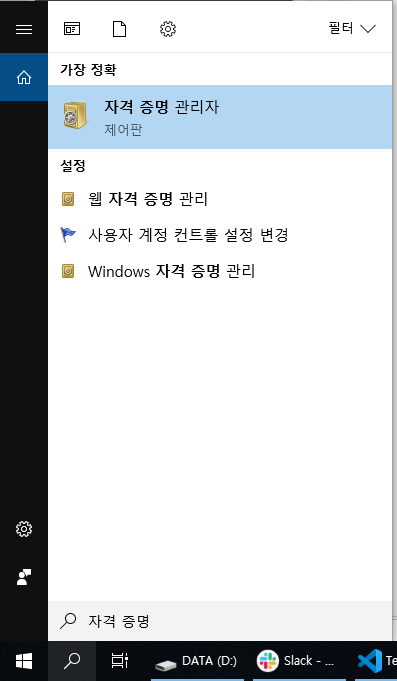 필터
가장 정확
자격 증명 관리자
제어판
설정
웹 자격 증명 관리
사용자 계정 컨트롤 설정 변경
Windows 자격 증명 관리
자격 증명
DATA (D:)
Slack - ...
Te